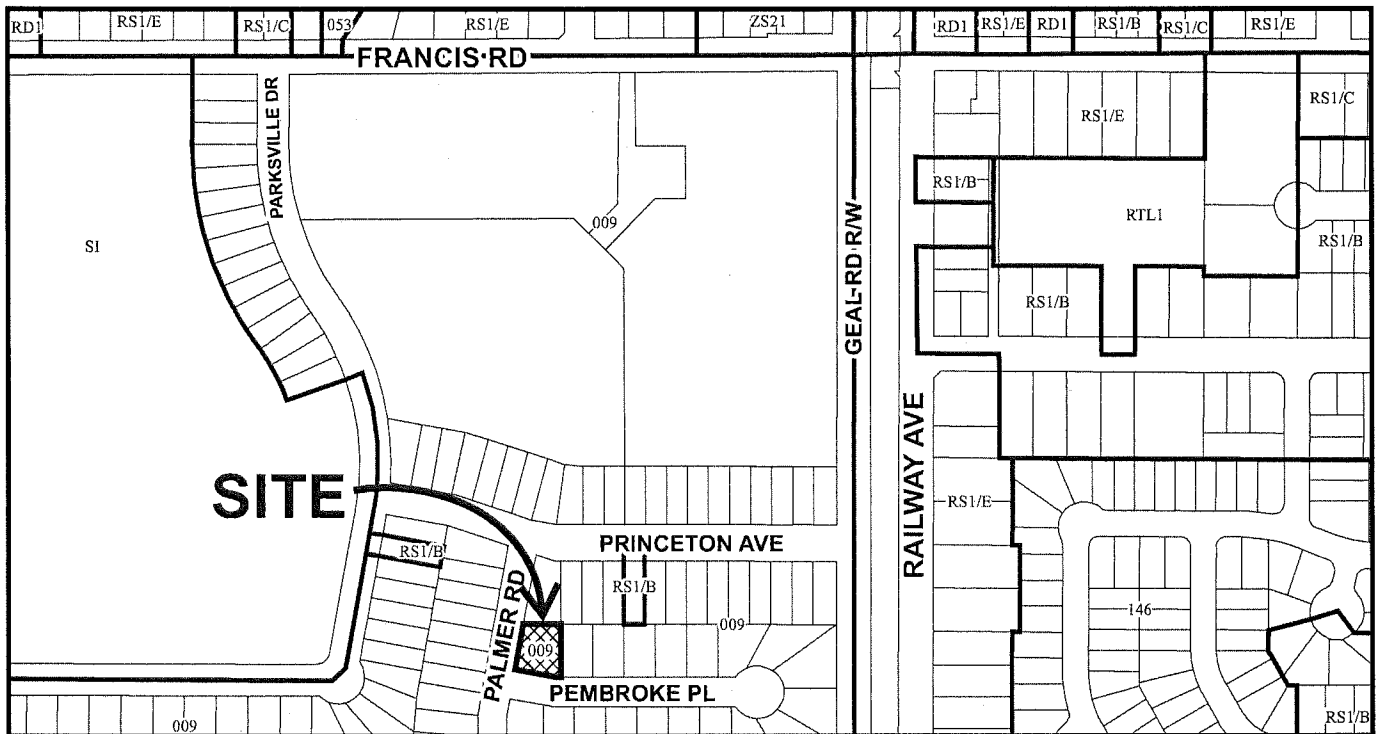 RD1
RS1/E
RS1/C
053
RS1/E
ZS21
RD1
RS1/E
RD1
RS1/B
RS1/C
RS1/E
FRANCIS RD
PARKSVILLE DR
RS1/E
RS1/C
RS1/B
RTL1
009
RS1/B
SI
GEAL RD R/W
RS1/B
RAILWAY AVE
SITE
RS1/E
PRINCETON AVE
RS1/B
RS1/B
PALMER RD
146
009
009
PEMBROKE PL
009
RS1/B